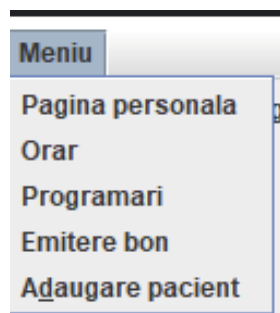 Meniu
Pagina personala
Orar
Programari
Emitere bon
Adaugare pacient